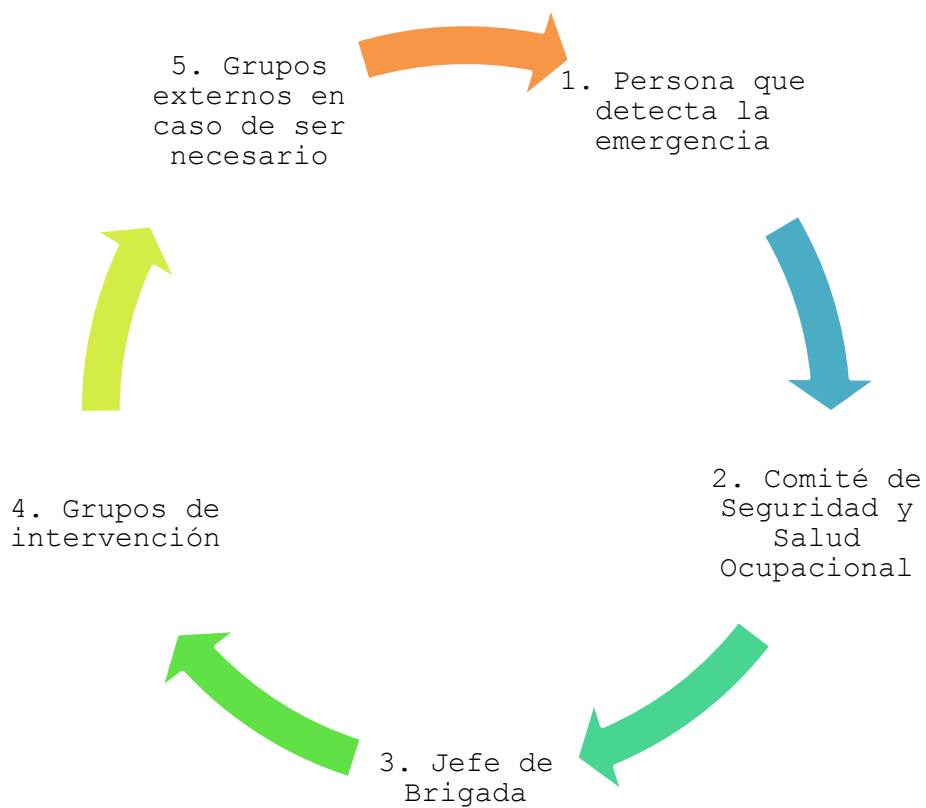 1. Persona que
detecta la
emergencia
2. Comité de
Seguridad y
Salud
Ocupacional
3. Jefe de
Brigada
4. Grupos de
intervención
5. Grupos
externos en
caso de ser
necesario